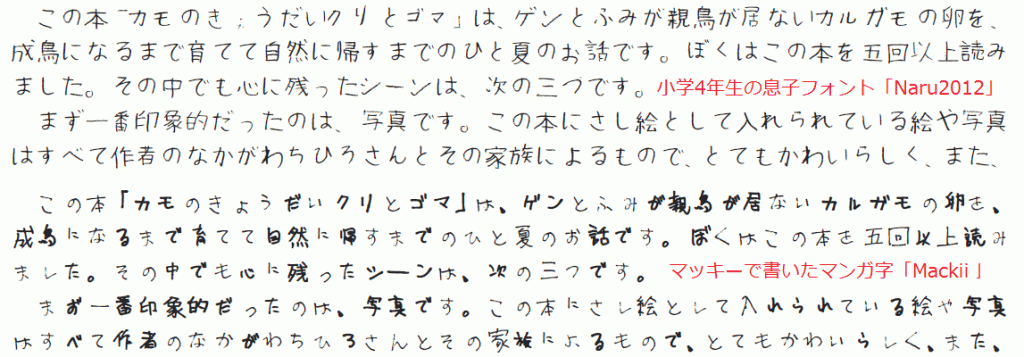 この本「カモのき ; うだいクリとゴマ」は、ゲンとふみが親鳥が居ないカルガモの卵を、
成鳥になるまで育てて自然に帰すまでのひと夏のお話です。ぼくはこの本を五回以上読み
ました。その中でも心に残ったシーンは、次の三つです。 小学4年生の息子フォント「Naru2012」
まず一番印象的だったのは、写真です。この本にさし絵として入れられている絵や写真
はすべて作者のなかがわちひろさんとその家族によるもので、とてもかわいらしく、また、
この本「カモのきょうだいクリとゴマ」は、ゲンとふみが親鳥が居ないカルガモの卵を、
成鳥になるまで育てて自然に帰すまでのひと夏のお話です。ぼくはこの本を五回以上読み
ました。その中でも心に残ったシーンは、次の三つです。 マッキーで書いたマンガ字「Mackii 」
まず一番印象的だったのは、写真です。この本にさし絵として入れられている絵や写真
はすべて作者のなかがわちひろさんとその家族によるもので、とてもかわいらしく、また、